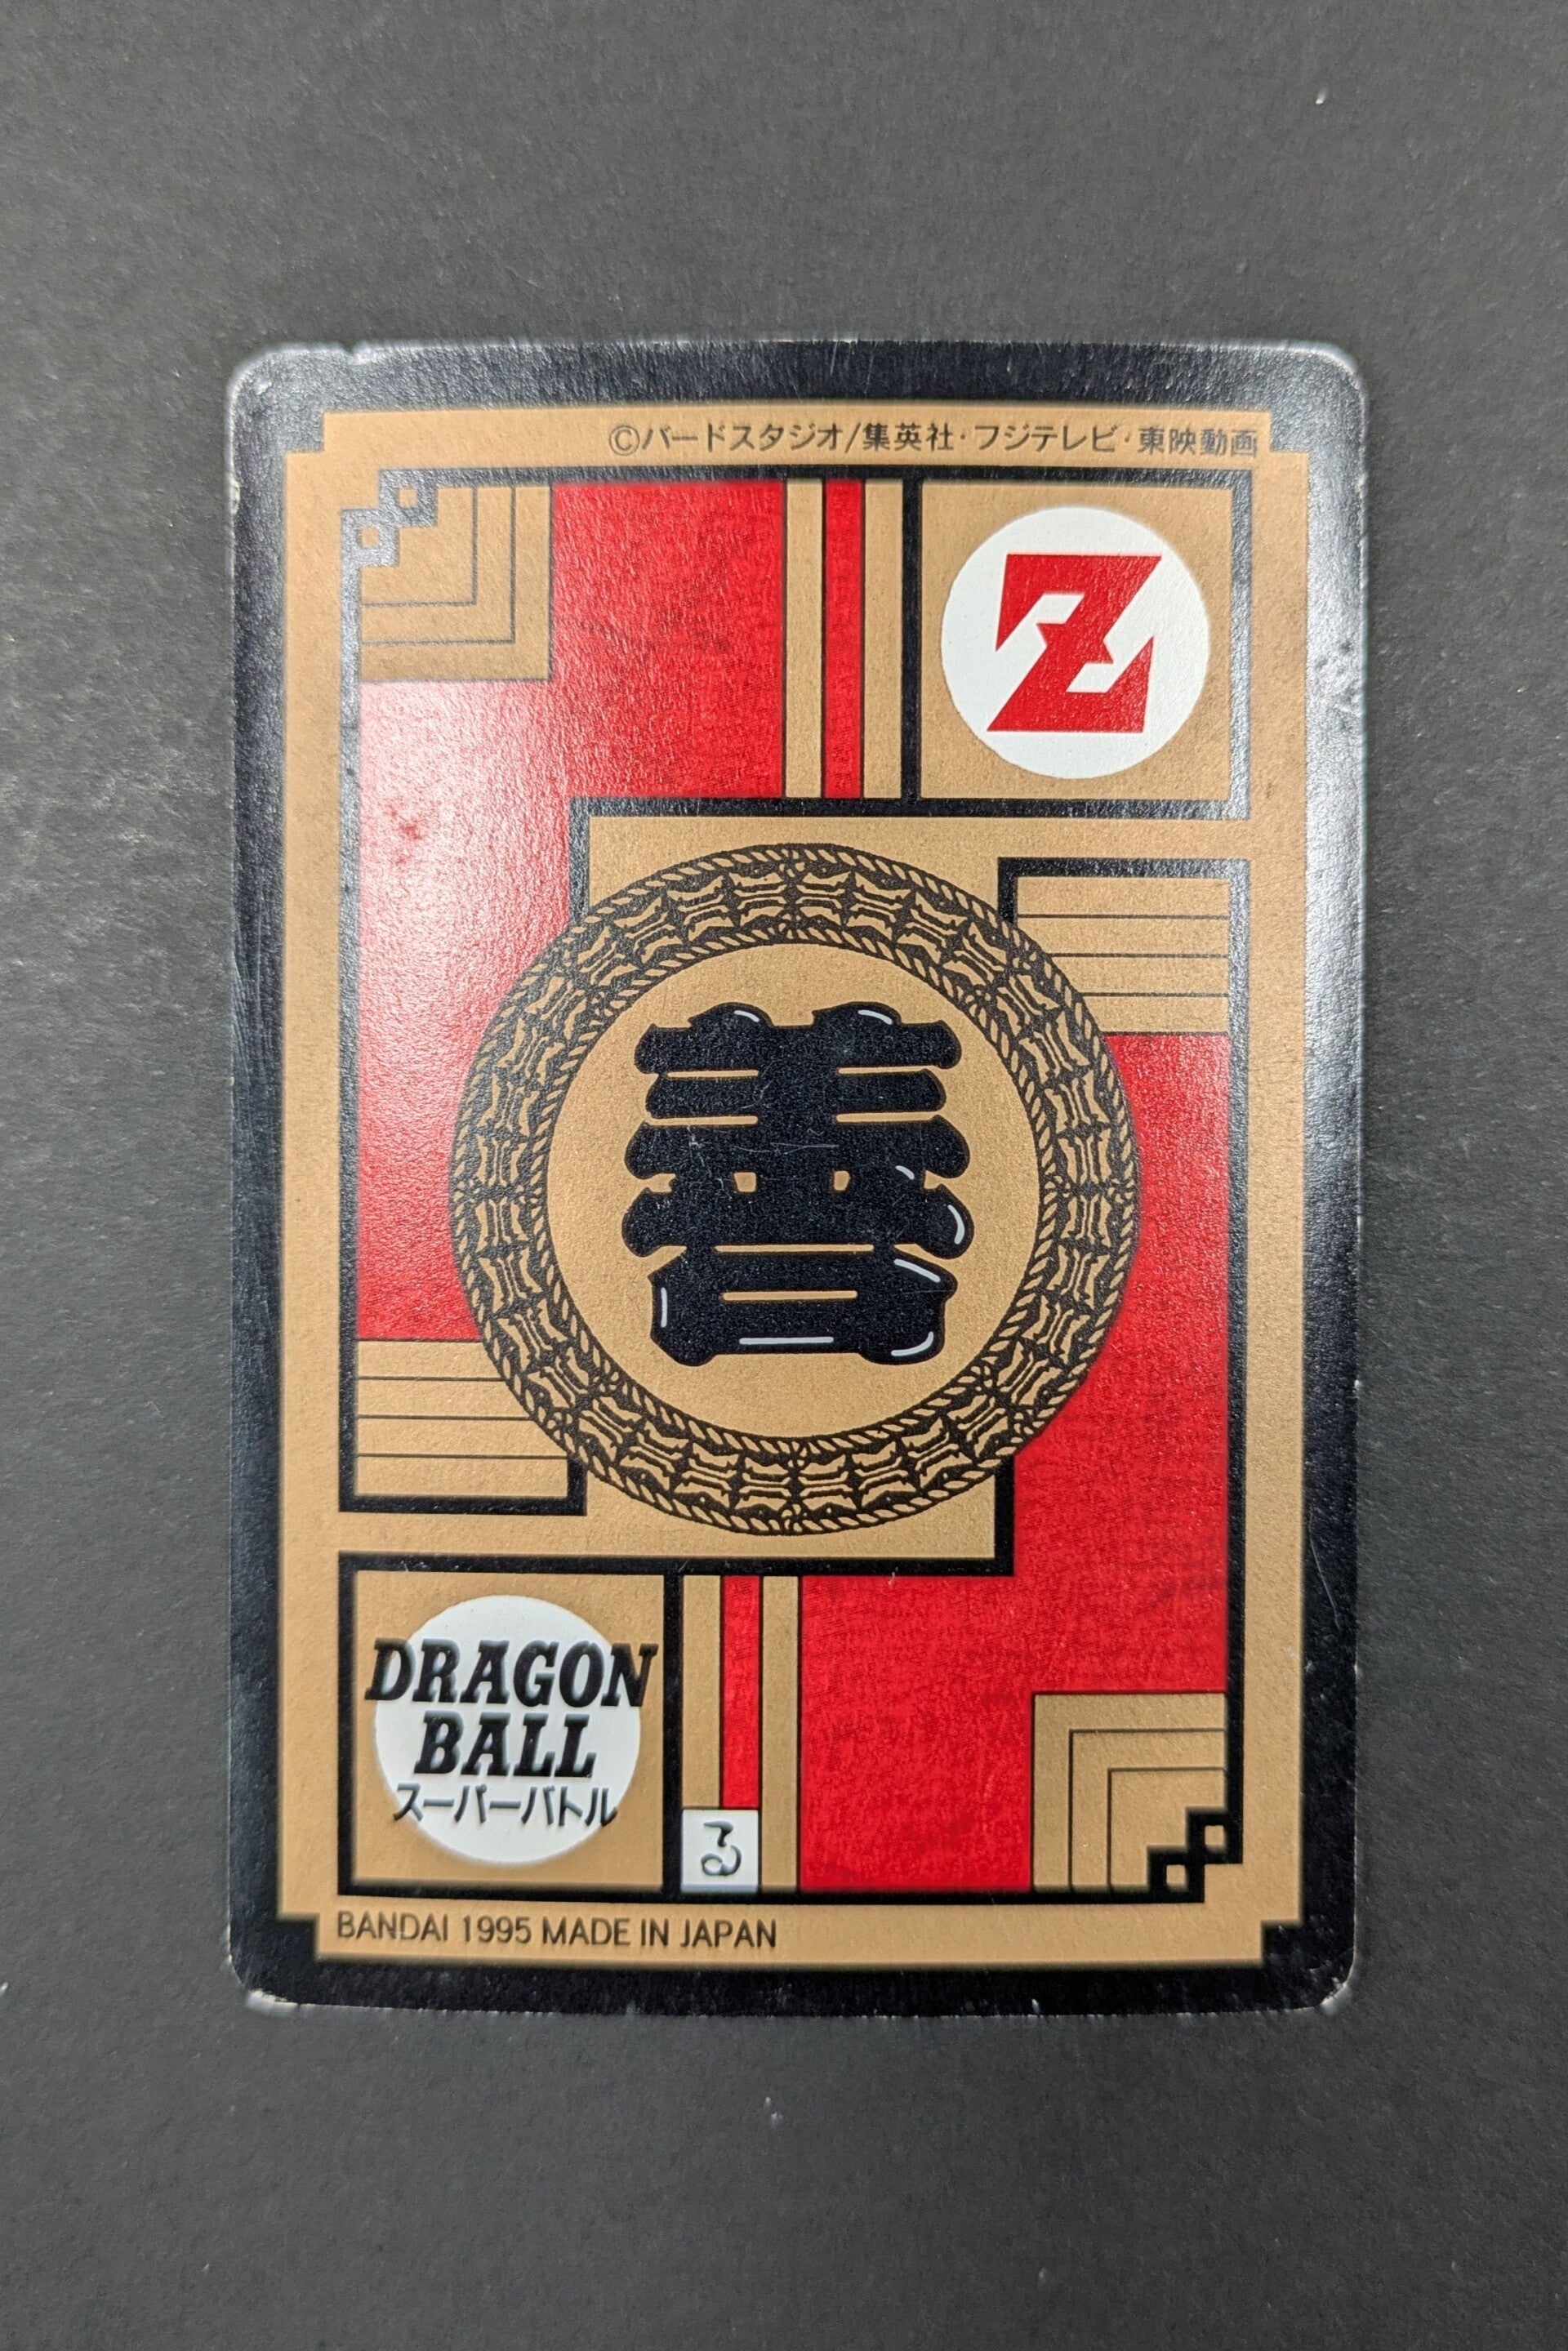 ©バードスタジオ/集英社・フジテレビ・東映動画
Z
善
DRAGON
BALL
スーパーバトル
る
BANDAI 1995 MADE IN JAPAN